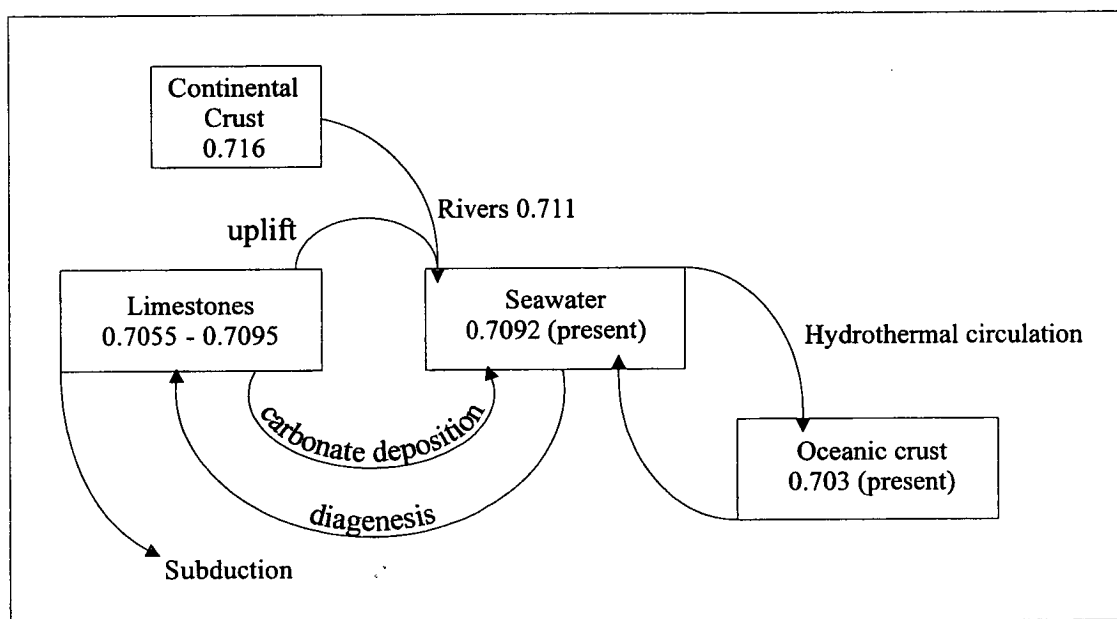 Continental
Crust
0.716
Rivers 0.711
uplift
Limestones
0.7055 - 0.7095
Seawater
0.7092 (present)
Hydrothermal circulation
carbonate deposition
Oceanic crust
0.703 (present)
diagenesis
Subduction